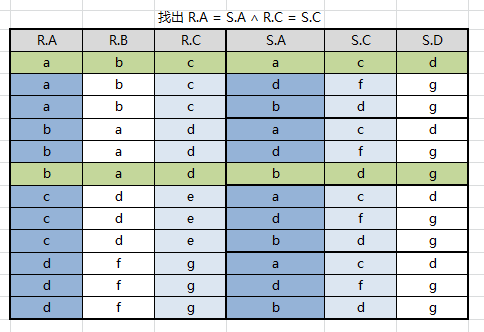 找出 R.A = S.A ∧ R.C = S.C
R.A R.B R.C S.A S.C S.D
a b c a c d
a b c d f g
a b c b d g
b a d a c d
b a d d f g
b a d b d g
c d e a c d
c d e d f g
c d e b d g
d f g a c d
d f g d f g
d f g b d g